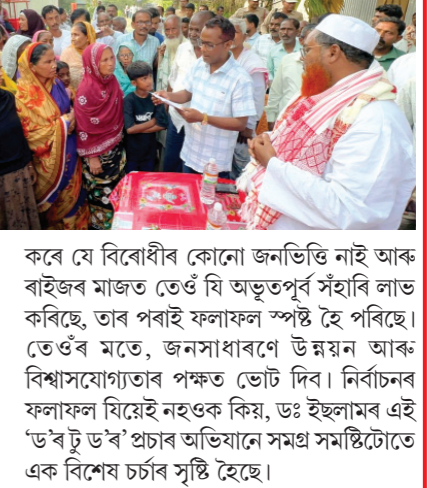 কৰে যে বিৰোধীৰ কোনো জনভিত্তি নাই আৰু
ৰাইজৰ মাজত তেওঁ যি অভূতপূৰ্ব সঁহাৰি লাভ
কৰিছে, তাৰ পৰাই ফলাফল স্পষ্ট হৈ পৰিছে।
তেওঁৰ মতে, জনসাধাৰণে উন্নয়ন আৰু
বিশ্বাসযোগ্যতাৰ পক্ষত ভোট দিব। নিৰ্বাচনৰ
ফলাফল যিয়েই নহওক কিয়, ডঃ ইছলামৰ এই
‘ড’ৰ টু ড’ৰ’ প্ৰচাৰ অভিযানে সমগ্ৰ সমষ্টিটোতে
এক বিশেষ চৰ্চাৰ সৃষ্টি হৈছে।